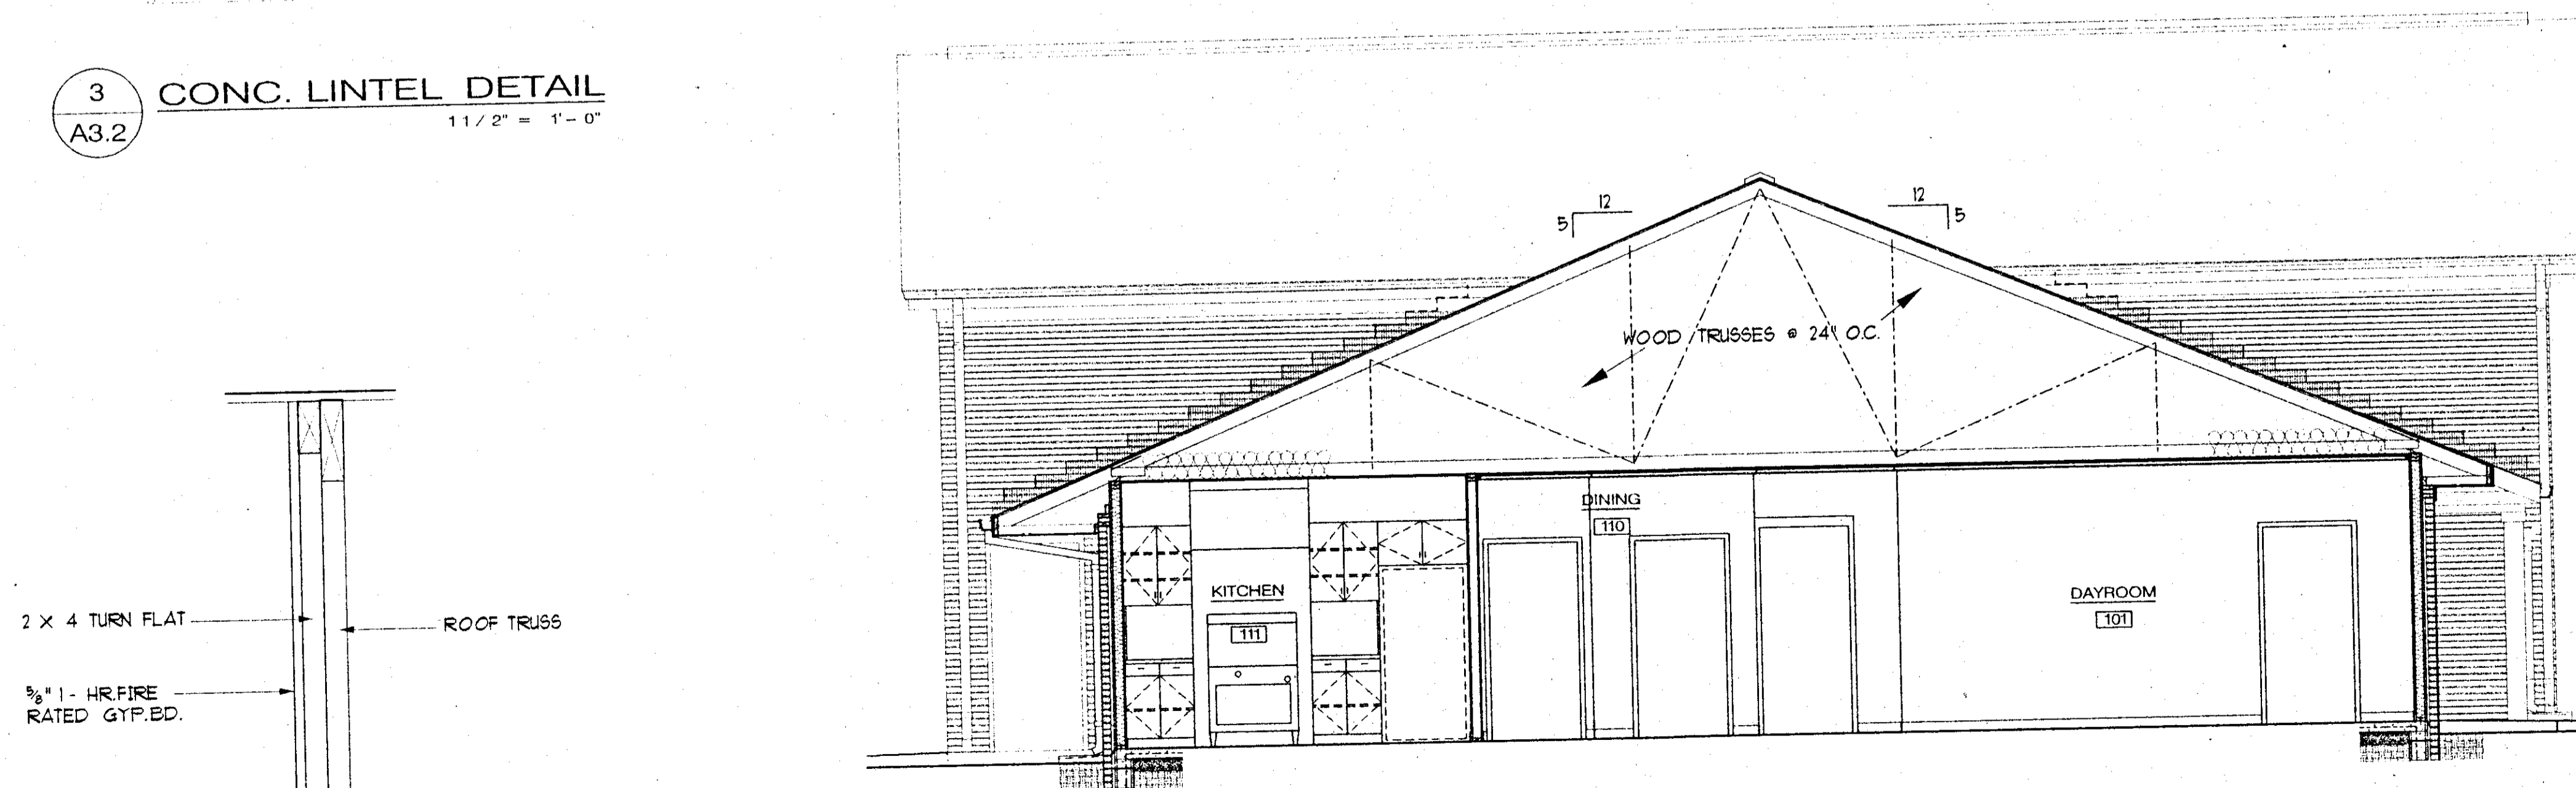 3
A3.2
CONC. LINTEL DETAIL
1 1/2" = 1'-0"
2 X 4 TURN FLAT
ROOF TRUSS
5/8" 1- HR.FIRE
RATED GYP.BD.
12
5
12
5
WOOD TRUSSES @ 24" O.C.
DINING
110
KITCHEN
111
DAYROOM
101